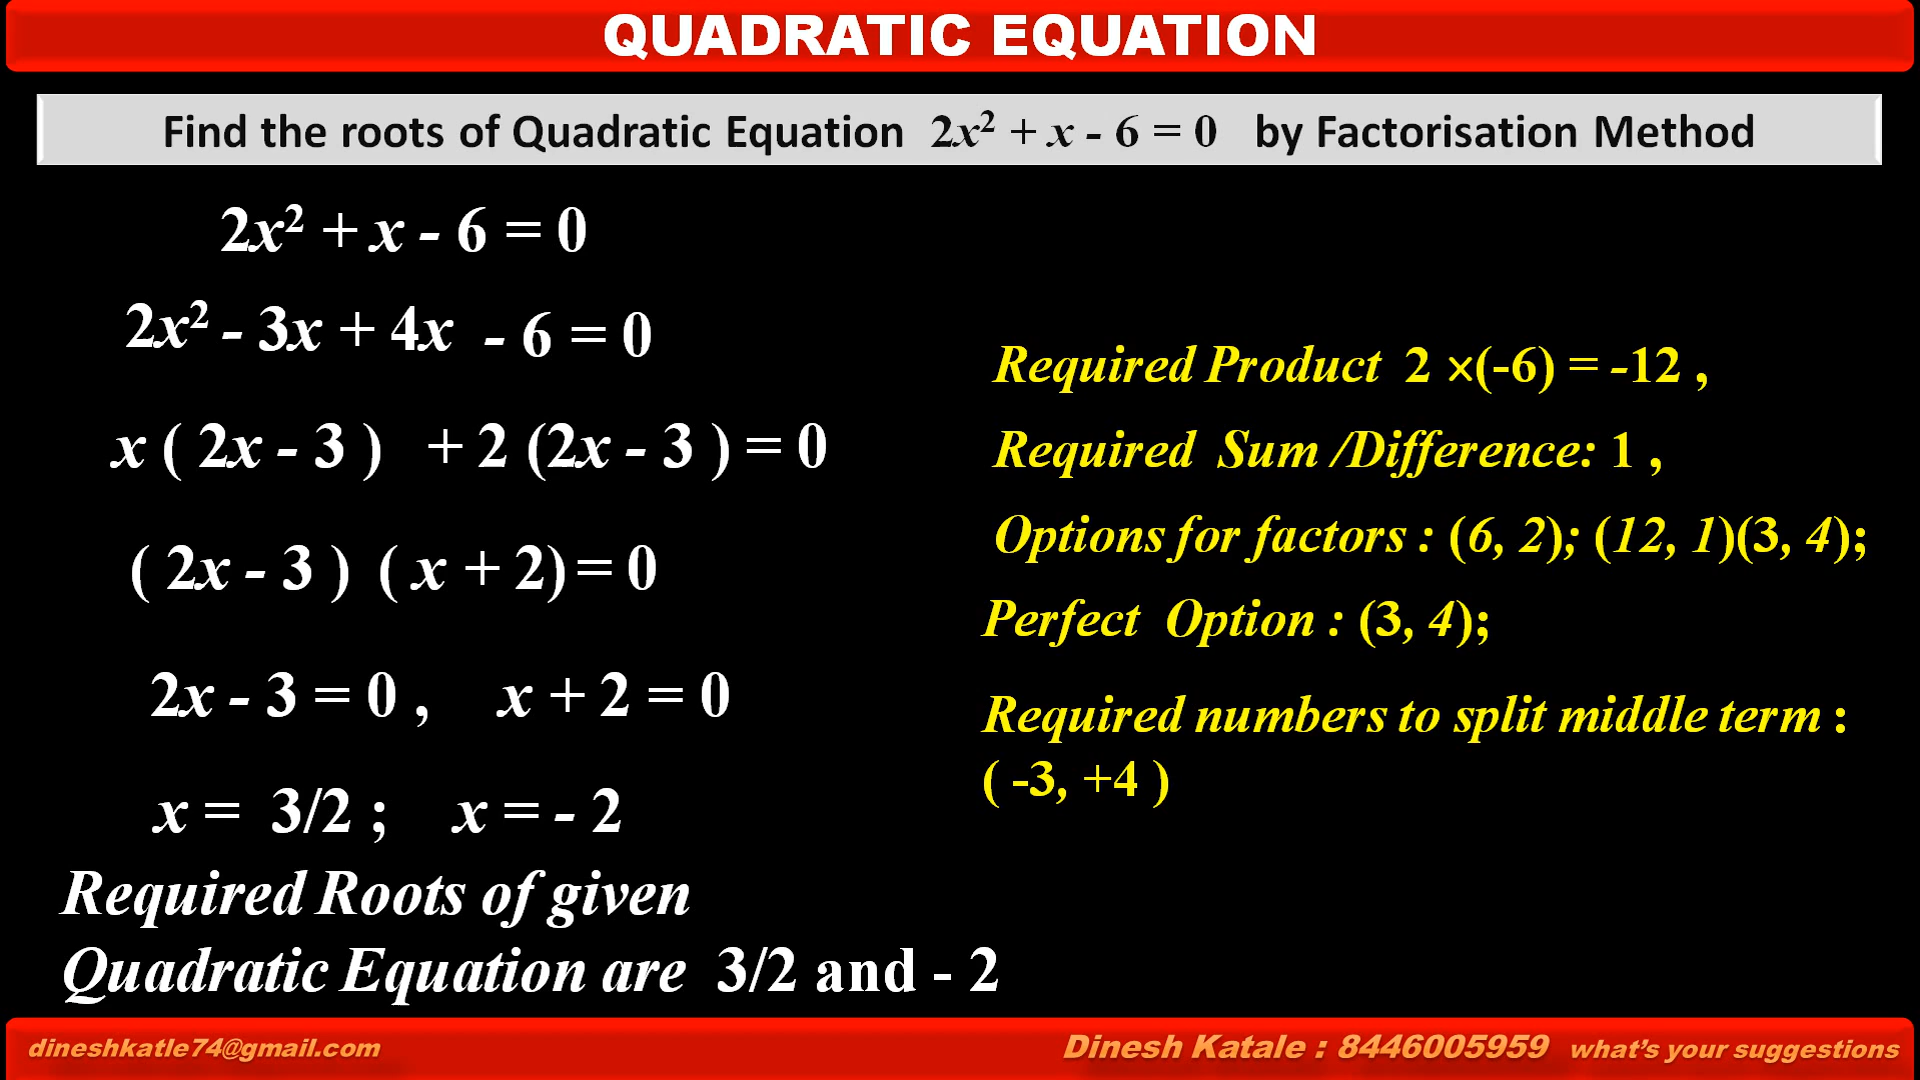 QUADRATIC EQUATION
Find the roots of Quadratic Equation 2x² + x - 6 = 0 by Factorisation Method
2x² + x - 6 = 0
2x² - 3x + 4x - 6 = 0
x ( 2x - 3 ) + 2 (2x - 3 ) = 0
( 2x - 3 ) ( x + 2) = 0
2x - 3 = 0 , x + 2 = 0
x = 3/2 ; x = - 2
Required Roots of given
Quadratic Equation are 3/2 and - 2
Required Product 2 ×(-6) = -12 ,
Required Sum /Difference: 1 ,
Options for factors : (6, 2); (12, 1)(3, 4);
Perfect Option : (3, 4);
Required numbers to split middle term :
( -3, +4 )
dineshkatle74@gmail.com
Dinesh Katale : 8446005959 what's your suggestions